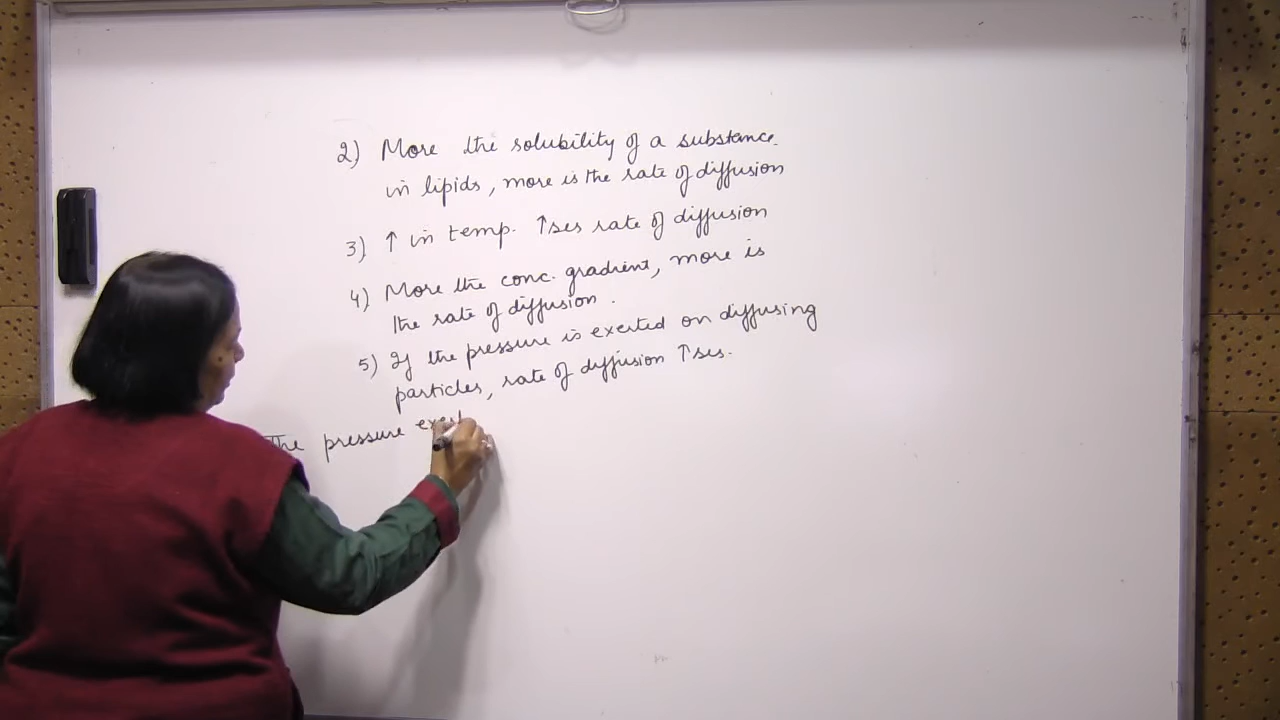 2) More the solubility of a substance.
in lipids, more is the rate of diffusion
3) ↑ in temp. ↑ses rate of diffusion
4) More the conc. gradient, more is
the rate of diffusion.
5) If the pressure is exerted on diffusing
particles, rate of diffusion ↑ses.
The pressure